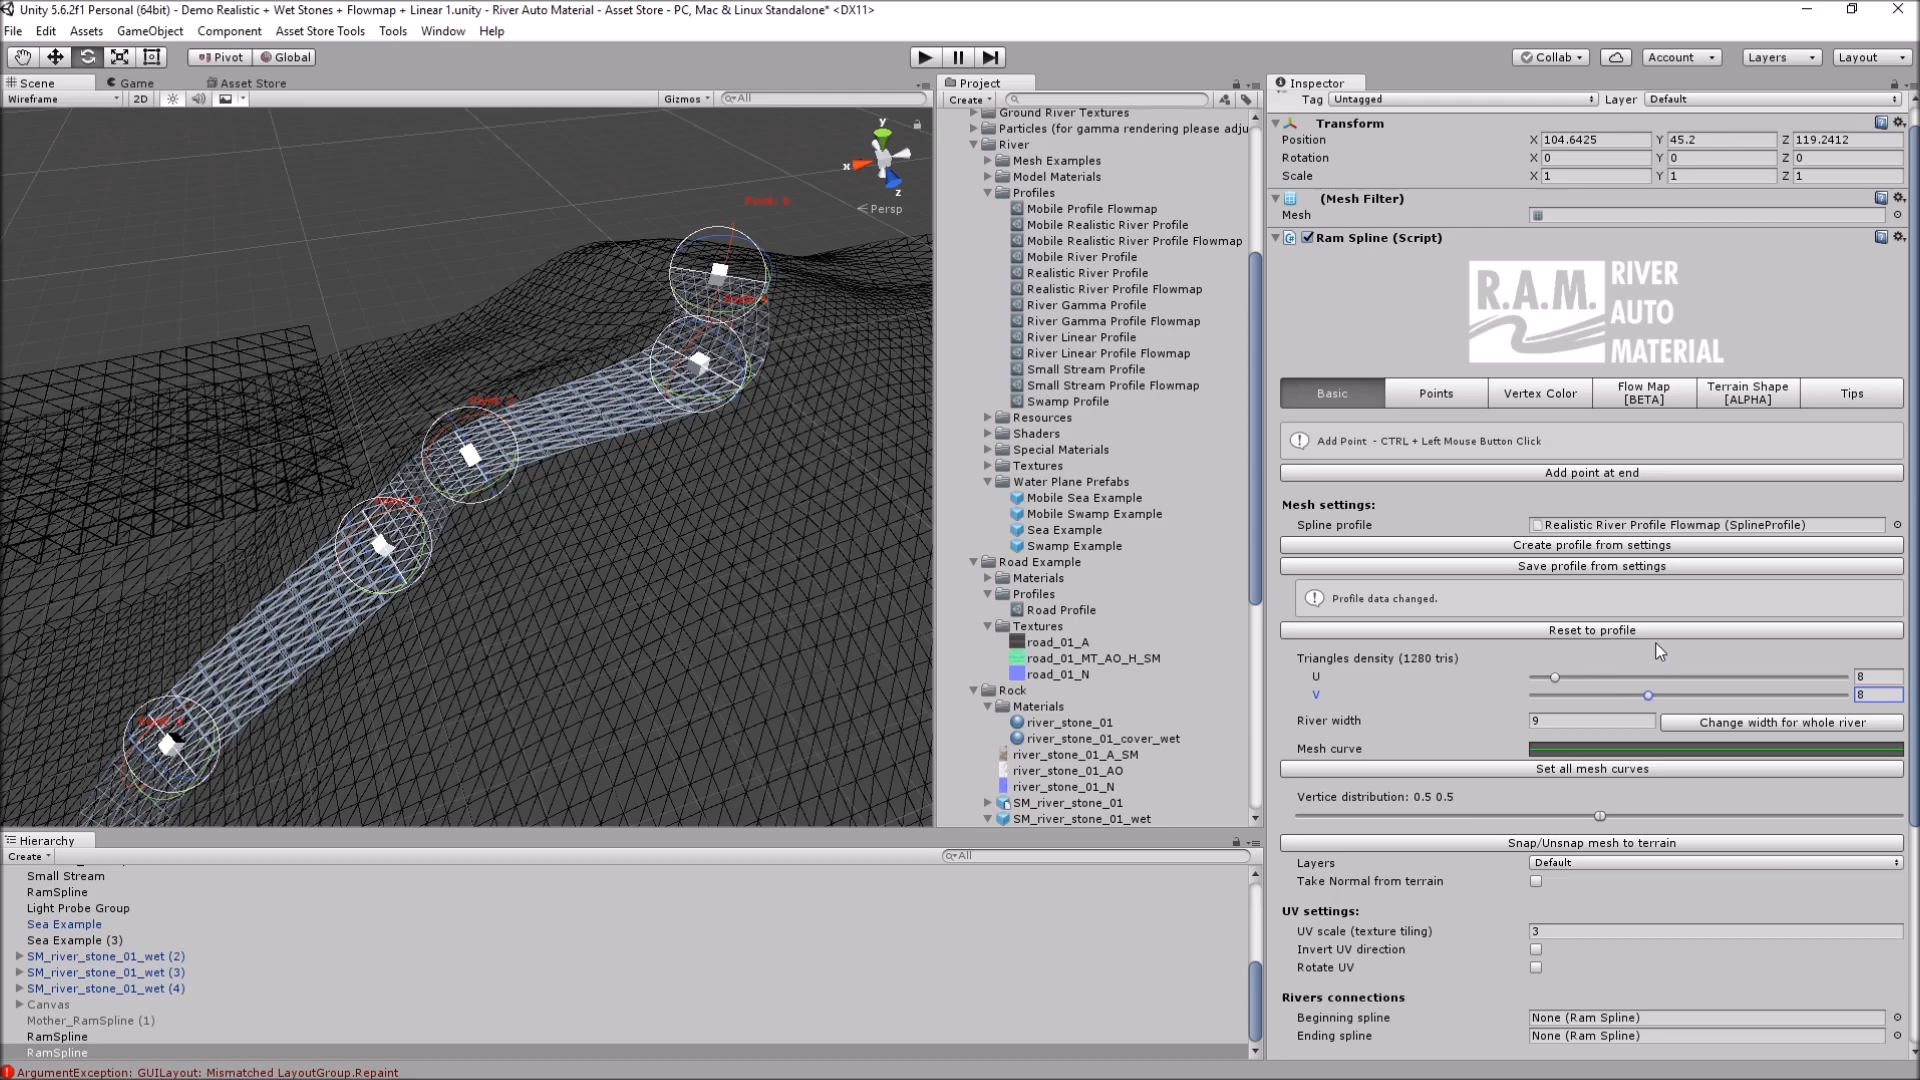 Unity 5.6.2f1 Personal (64bit) - Demo Realistic + Wet Stones + Flowmap + Linear 1.unity - River Auto Material - Asset Store - PC, Mac & Linux Standalone* <DX11>
File Edit Assets GameObject Component Asset Store Tools Tools Window Help
Pivot Global Collab Account Layers Layout
Scene Game Asset Store
Wireframe 2D Gizmos All
y
x
z
Persp
Project
Create
Ground River Textures
Particles (for gamma rendering please adju
River
Mesh Examples
Model Materials
Profiles
Mobile Profile Flowmap
Mobile Realistic River Profile
Mobile Realistic River Profile Flowmap
Mobile River Profile
Realistic River Profile
Realistic River Profile Flowmap
River Gamma Profile
River Gamma Profile Flowmap
River Linear Profile
River Linear Profile Flowmap
Small Stream Profile
Small Stream Profile Flowmap
Swamp Profile
Resources
Shaders
Special Materials
Textures
Water Plane Prefabs
Mobile Sea Example
Mobile Swamp Example
Sea Example
Swamp Example
Road Example
Materials
Profiles
Road Profile
Textures
road_01_A
road_01_MT_AO_H_SM
road_01_N
Rock
Materials
river_stone_01
river_stone_01_cover_wet
river_stone_01_A_SM
river_stone_01_AO
river_stone_01_N
SM_river_stone_01
SM_river_stone_01_wet
Hierarchy
Create All
Small Stream
RamSpline
Light Probe Group
Sea Example
Sea Example (3)
SM_river_stone_01_wet (2)
SM_river_stone_01_wet (3)
SM_river_stone_01_wet (4)
Canvas
Mother_RamSpline (1)
RamSpline
RamSpline
ArgumentException: GUILayout: Mismatched LayoutGroup.Repaint
Inspector
Tag Untagged Layer Default
Transform
Position X 104.6425 Y 45.2 Z 119.2412
Rotation X 0 Y 0 Z 0
Scale X 1 Y 1 Z 1
(Mesh Filter)
Mesh
Ram Spline (Script)
R.A.M. RIVER
AUTO
MATERIAL
Basic Points Vertex Color Flow Map [BETA] Terrain Shape [ALPHA] Tips
Add Point - CTRL + Left Mouse Button Click
Add point at end
Mesh settings:
Spline profile Realistic River Profile Flowmap (SplineProfile)
Create profile from settings
Save profile from settings
Profile data changed.
Reset to profile
Triangles density (1280 tris)
U 8
V 8
River width 9 Change width for whole river
Mesh curve
Set all mesh curves
Vertice distribution: 0.5 0.5
Snap/Unsnap mesh to terrain
Layers Default
Take Normal from terrain
UV settings:
UV scale (texture tiling) 3
Invert UV direction
Rotate UV
Rivers connections
Beginning spline None (Ram Spline)
Ending spline None (Ram Spline)